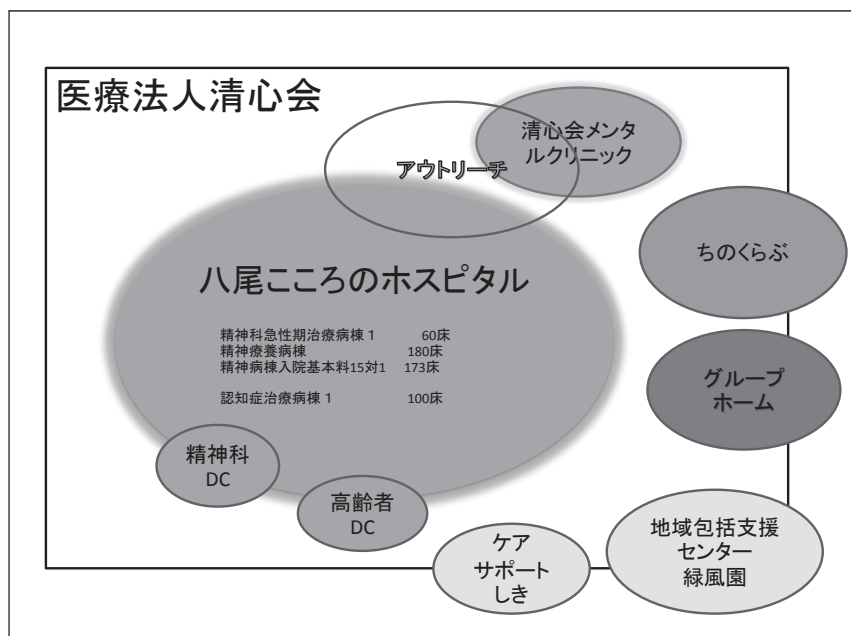 医療法人清心会
清心会メンタ
ルクリニック
アウトリーチ
ちのくらぶ
八尾こころのホスピタル
精神科急性期治療病棟1 60床
精神療養病棟 180床
精神病棟入院基本料15対1 173床
認知症治療病棟1 100床
グループ
ホーム
精神科
DC
高齢者
DC
ケア
サポート
しき
地域包括支援
センター
緑風園